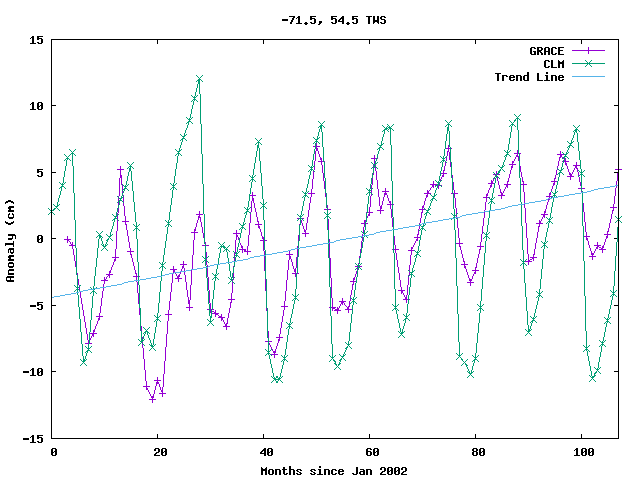 -71.5, 54.5 TWS
GRACE
CLM
Trend Line
15
10
5
0
-5
-10
-15
Anomaly (cm)
0 20 40 60 80 100
Months since Jan 2002